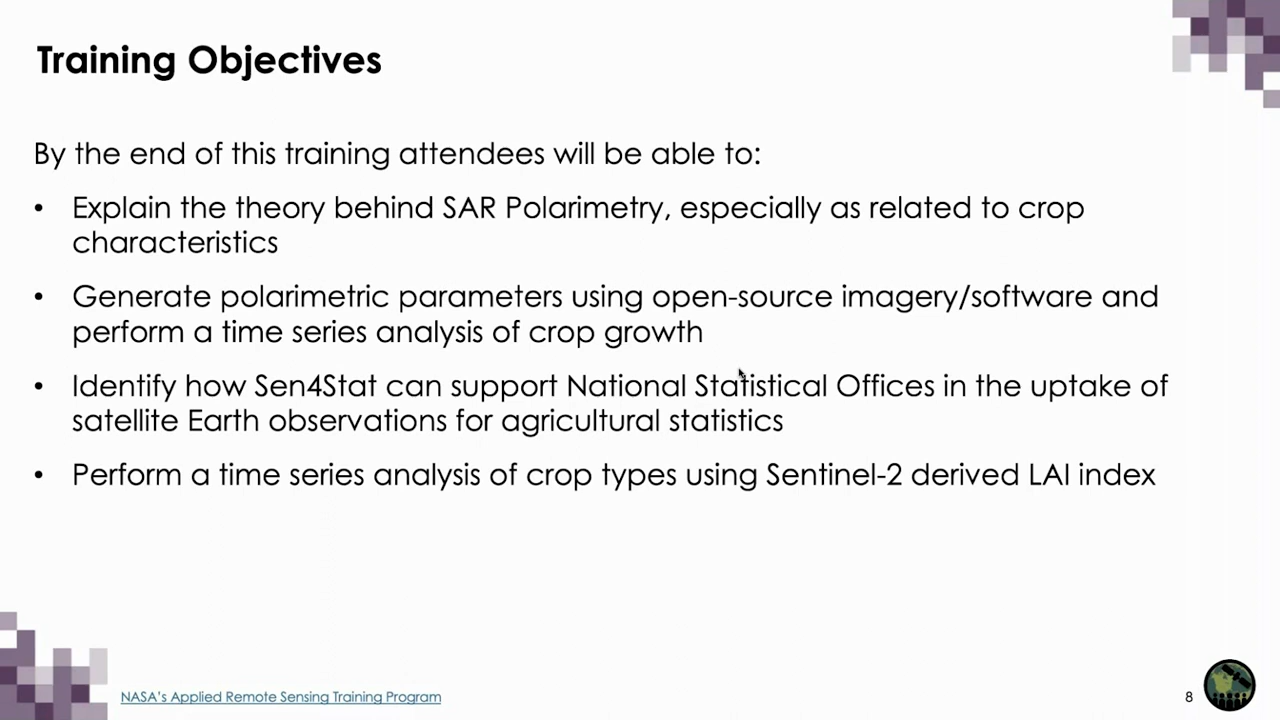 Training Objectives
By the end of this training attendees will be able to:
• Explain the theory behind SAR Polarimetry, especially as related to crop
characteristics
• Generate polarimetric parameters using open-source imagery/software and
perform a time series analysis of crop growth
• Identify how Sen4Stat can support National Statistical Offices in the uptake of
satellite Earth observations for agricultural statistics
• Perform a time series analysis of crop types using Sentinel-2 derived LAI index
NASA's Applied Remote Sensing Training Program
8